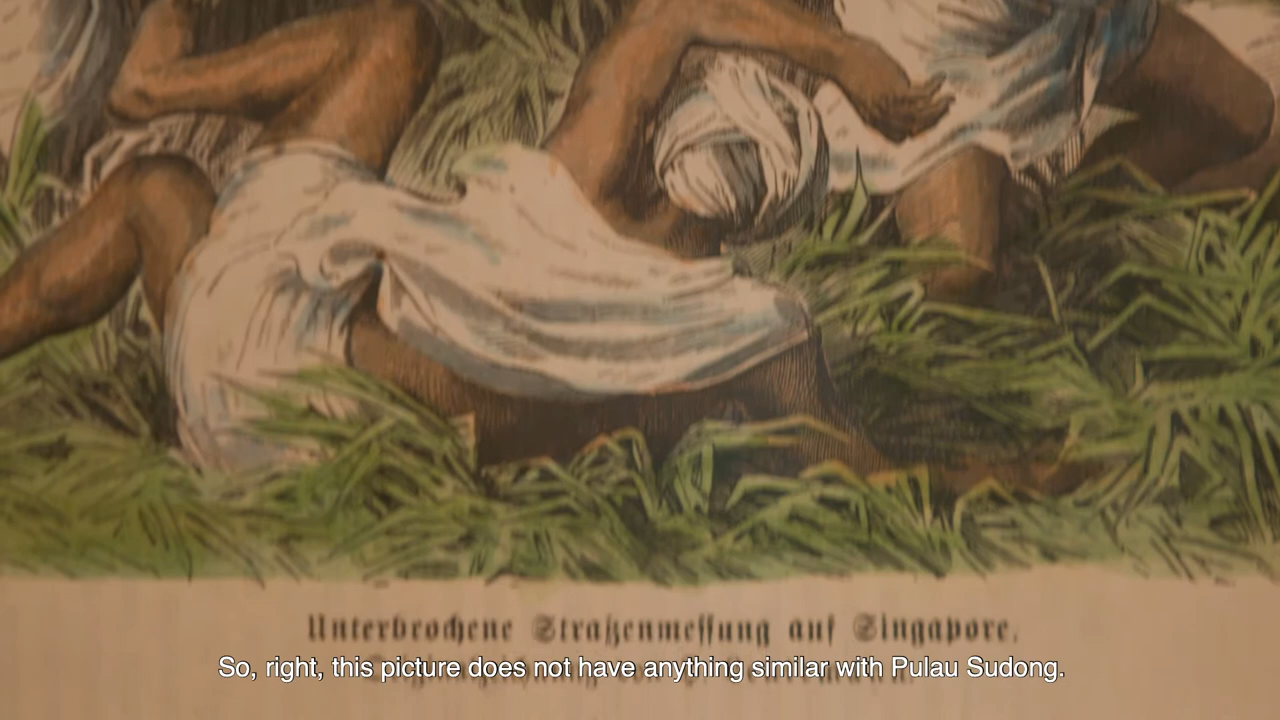 Unterbrochene Straßenmessung auf Singapore.
So, right, this picture does not have anything similar with Pulau Sudong.